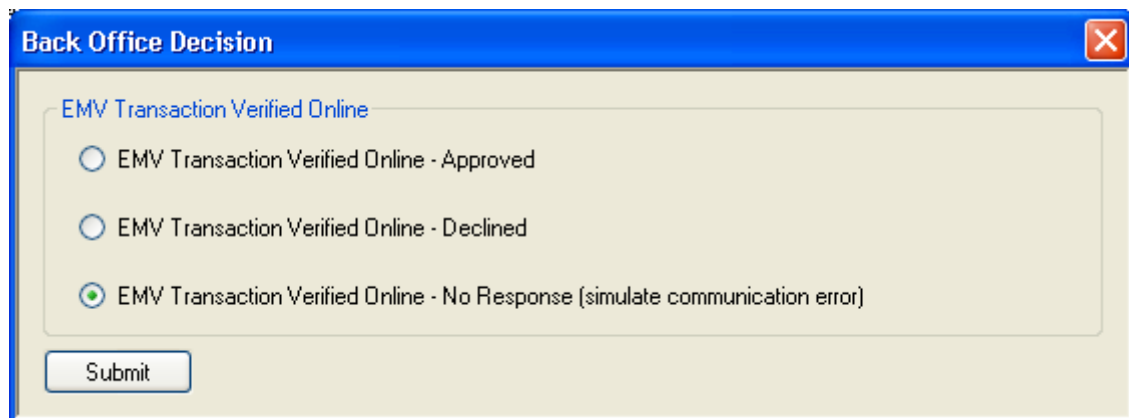 Back Office Decision
EMV Transaction Verified Online
EMV Transaction Verified Online - Approved
EMV Transaction Verified Online - Declined
EMV Transaction Verified Online - No Response (simulate communication error)
Submit